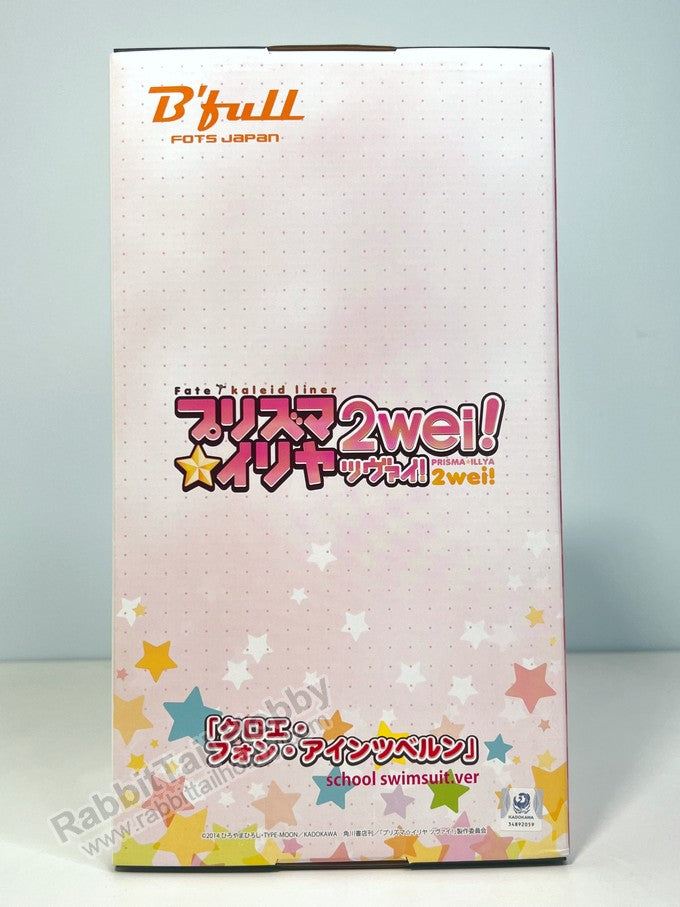 B'full
FOTS JAPAN
Fate kaleid liner
プリズマ 2wei!
☆イリヤ ツヴァイ! PRISMA☆ILLYA
2wei!
「クロエ・
フォン・アインツベルン」
school swimsuit.ver
RabbitTailHobby
www.rabbittailhobby.com
KADOKAWA
34892059
©2014 ひろやまひろし・TYPE-MOON/KADOKAWA 角川書店刊/「プリズマ☆イリヤ ツヴァイ!」製作委員会